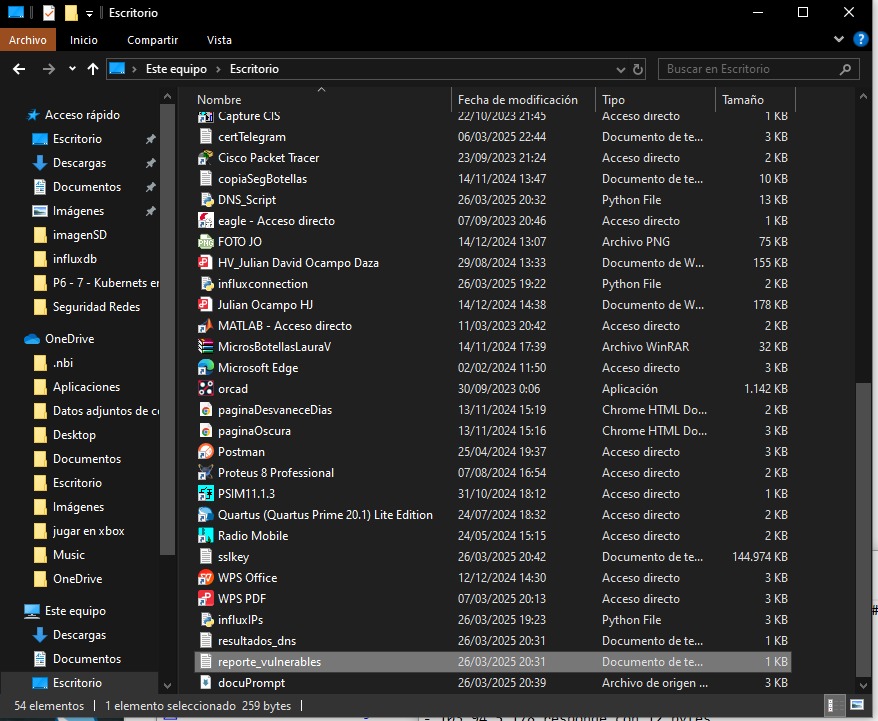 Escritorio
Archivo Inicio Compartir Vista
Este equipo > Escritorio Buscar en Escritorio
Nombre Fecha de modificación Tipo Tamaño
Acceso rápido
Escritorio
Descargas
Documentos
Imágenes
imagenSD
influxdb
P6 - 7 - Kubernets en
Seguridad Redes
OneDrive
.nbi
Aplicaciones
Datos adjuntos de co
Desktop
Documentos
Escritorio
Imágenes
jugar en xbox
Music
OneDrive
Este equipo
Descargas
Documentos
Escritorio
Capture CIS 22/10/2023 21:45 Acceso directo 1 KB
certTelegram 06/03/2025 22:44 Documento de te... 3 KB
Cisco Packet Tracer 23/09/2023 21:24 Acceso directo 2 KB
copiaSegBotellas 14/11/2024 13:47 Documento de te... 10 KB
DNS_Script 26/03/2025 20:32 Python File 13 KB
eagle - Acceso directo 07/09/2023 20:46 Acceso directo 1 KB
FOTO JO 14/12/2024 13:07 Archivo PNG 75 KB
HV_Julian David Ocampo Daza 29/08/2024 13:33 Documento de W... 155 KB
influxconnection 26/03/2025 19:22 Python File 2 KB
Julian Ocampo HJ 14/12/2024 14:38 Documento de W... 178 KB
MATLAB - Acceso directo 11/03/2023 20:42 Acceso directo 2 KB
MicrosBotellasLauraV 14/11/2024 17:39 Archivo WinRAR 32 KB
Microsoft Edge 02/02/2024 11:50 Acceso directo 3 KB
orcad 30/09/2023 0:06 Aplicación 1.142 KB
paginaDesvaneceDias 13/11/2024 15:19 Chrome HTML Do... 2 KB
paginaOscura 13/11/2024 15:16 Chrome HTML Do... 3 KB
Postman 25/04/2024 19:37 Acceso directo 3 KB
Proteus 8 Professional 07/08/2024 16:54 Acceso directo 2 KB
PSIM11.1.3 31/10/2024 18:12 Acceso directo 1 KB
Quartus (Quartus Prime 20.1) Lite Edition 24/07/2024 18:32 Acceso directo 2 KB
Radio Mobile 24/05/2024 15:15 Acceso directo 2 KB
sslkey 26/03/2025 20:42 Documento de te... 144.974 KB
WPS Office 12/12/2024 14:30 Acceso directo 3 KB
WPS PDF 07/03/2025 20:13 Acceso directo 3 KB
influxIPs 26/03/2025 19:23 Python File 3 KB
resultados_dns 26/03/2025 20:31 Documento de te... 1 KB
reporte_vulnerables 26/03/2025 20:31 Documento de te... 1 KB
docuPrompt 26/03/2025 20:39 Archivo de origen ... 3 KB
54 elementos 1 elemento seleccionado 259 bytes